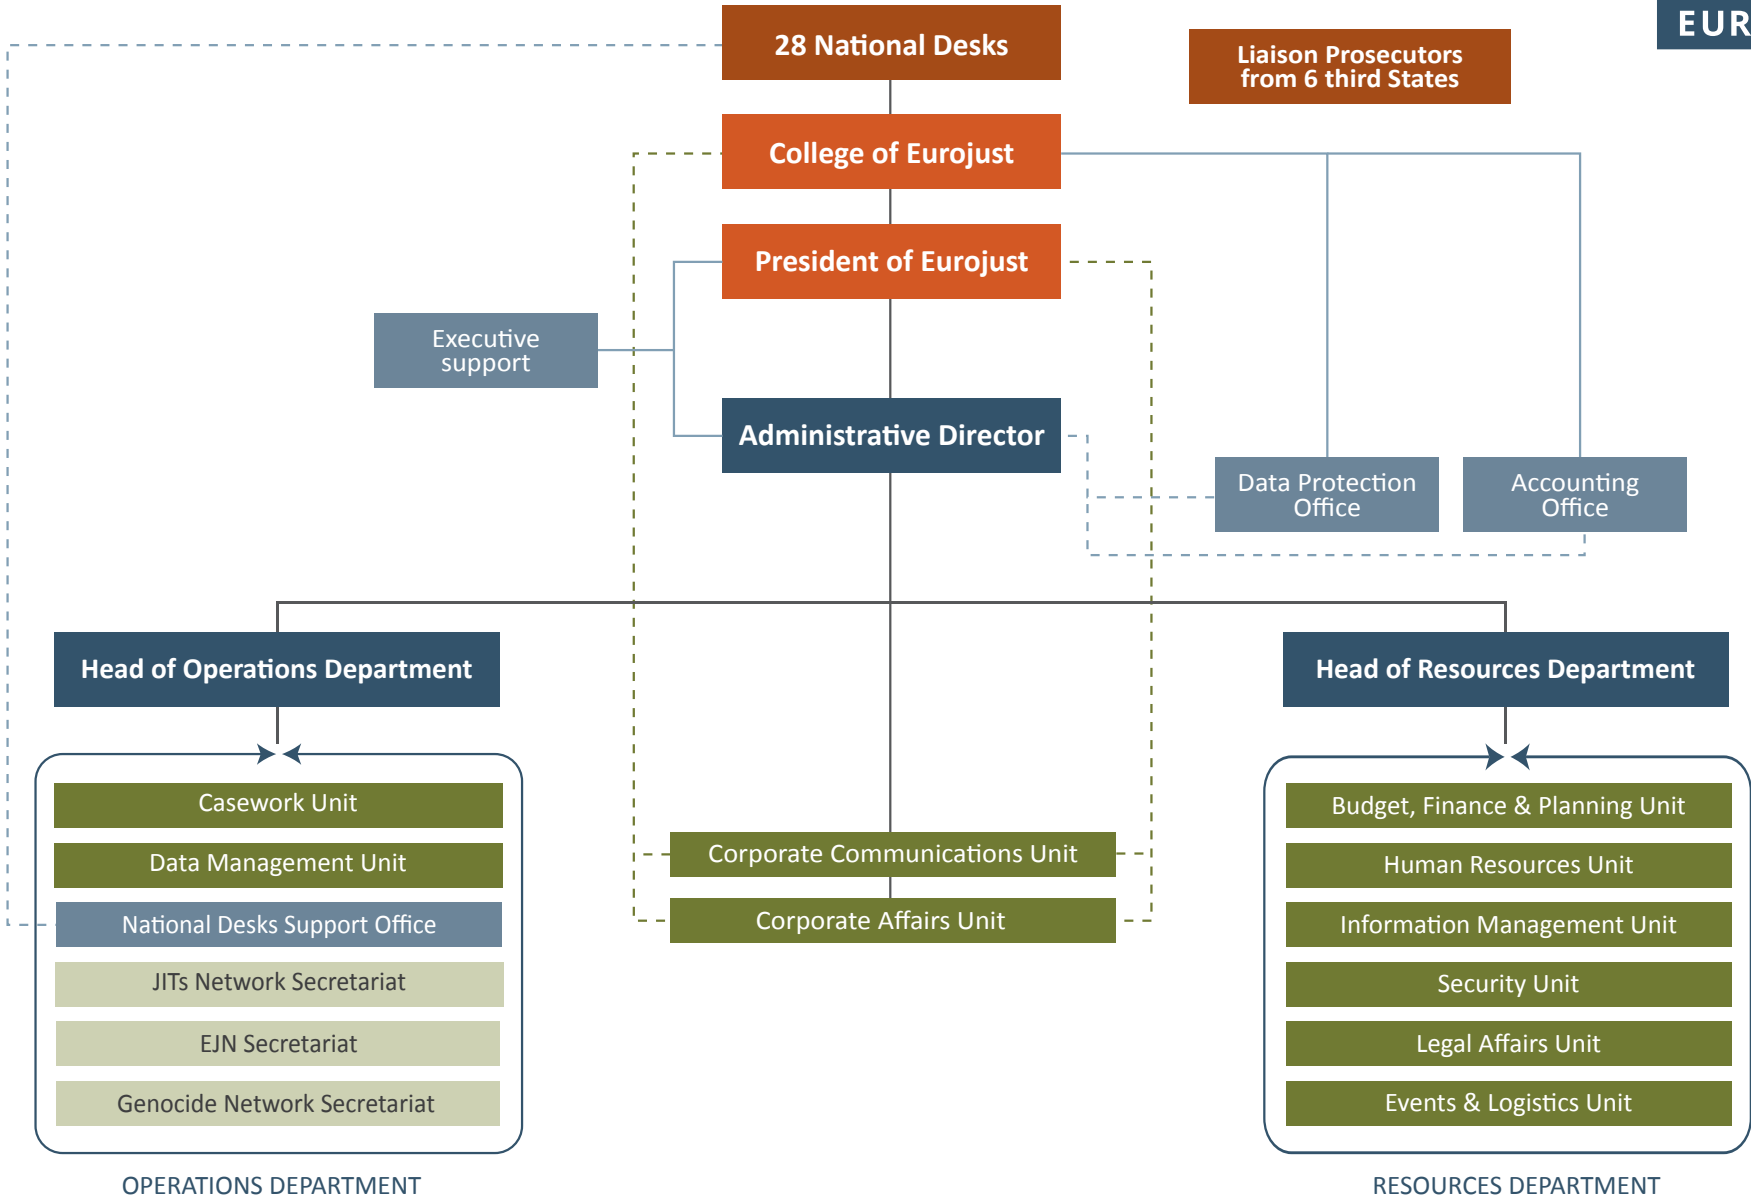 28 National Desks
EUR
Liaison Prosecutors
from 6 third States
College of Eurojust
President of Eurojust
Executive
support
Administrative Director
Data Protection
Office
Accounting
Office
Head of Operations Department
Head of Resources Department
Casework Unit
Data Management Unit
National Desks Support Office
JITs Network Secretariat
EJN Secretariat
Genocide Network Secretariat
Corporate Communications Unit
Corporate Affairs Unit
Budget, Finance & Planning Unit
Human Resources Unit
Information Management Unit
Security Unit
Legal Affairs Unit
Events & Logistics Unit
OPERATIONS DEPARTMENT
RESOURCES DEPARTMENT